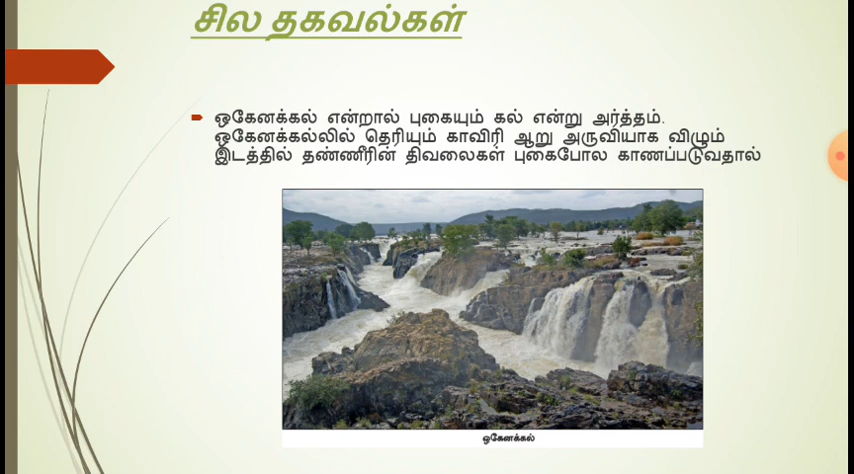 சில தகவல்கள்
ஒகேனக்கல் என்றால் புகையும் கல் என்று அர்த்தம்.
ஒகேனக்கல்லில் தெரியும் காவிரி ஆறு அருவியாக விழும்
இடத்தில் தண்ணீரின் திவலைகள் புகைபோல காணப்படுவதால்
ஒகேனக்கல்